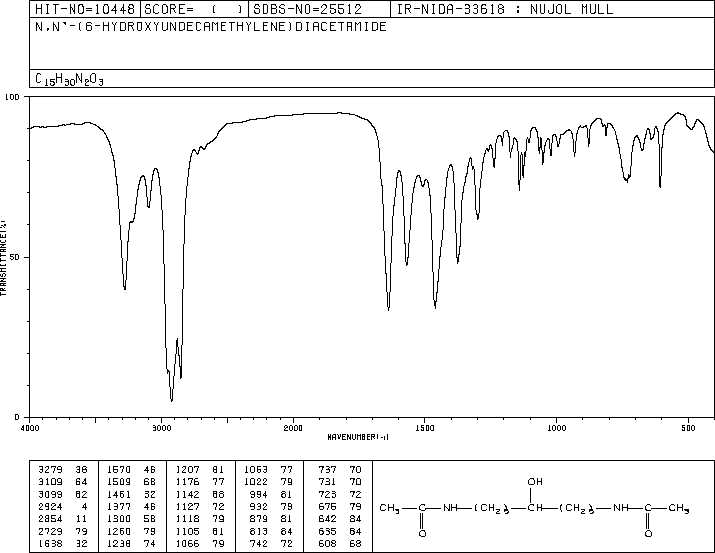 HIT-NO=10448 SCORE= ( ) SDBS-NO=25512 IR-NIDA-33618 : NUJOL MULL
N,N'-(6-HYDROXYUNDECAMETHYLENE)DIACETAMIDE
C15H30N2O3
100
50
0
TRANSMITTANCE(%)
4000 3000 2000 1500 1000 500
WAVENUMBER(-1)
3279 38 1570 46 1207 81 1063 77 737 70
3109 64 1509 68 1176 77 1022 79 731 70
3099 62 1461 32 1142 68 994 81 723 72
2924 4 1377 46 1127 72 932 79 676 79
2854 11 1300 58 1118 79 879 81 642 84
2729 79 1260 79 1105 81 813 84 635 84
1638 32 1238 74 1066 79 742 72 608 68
OH
CH3 C NH (CH2)5 CH (CH2)5 NH C CH3
O O